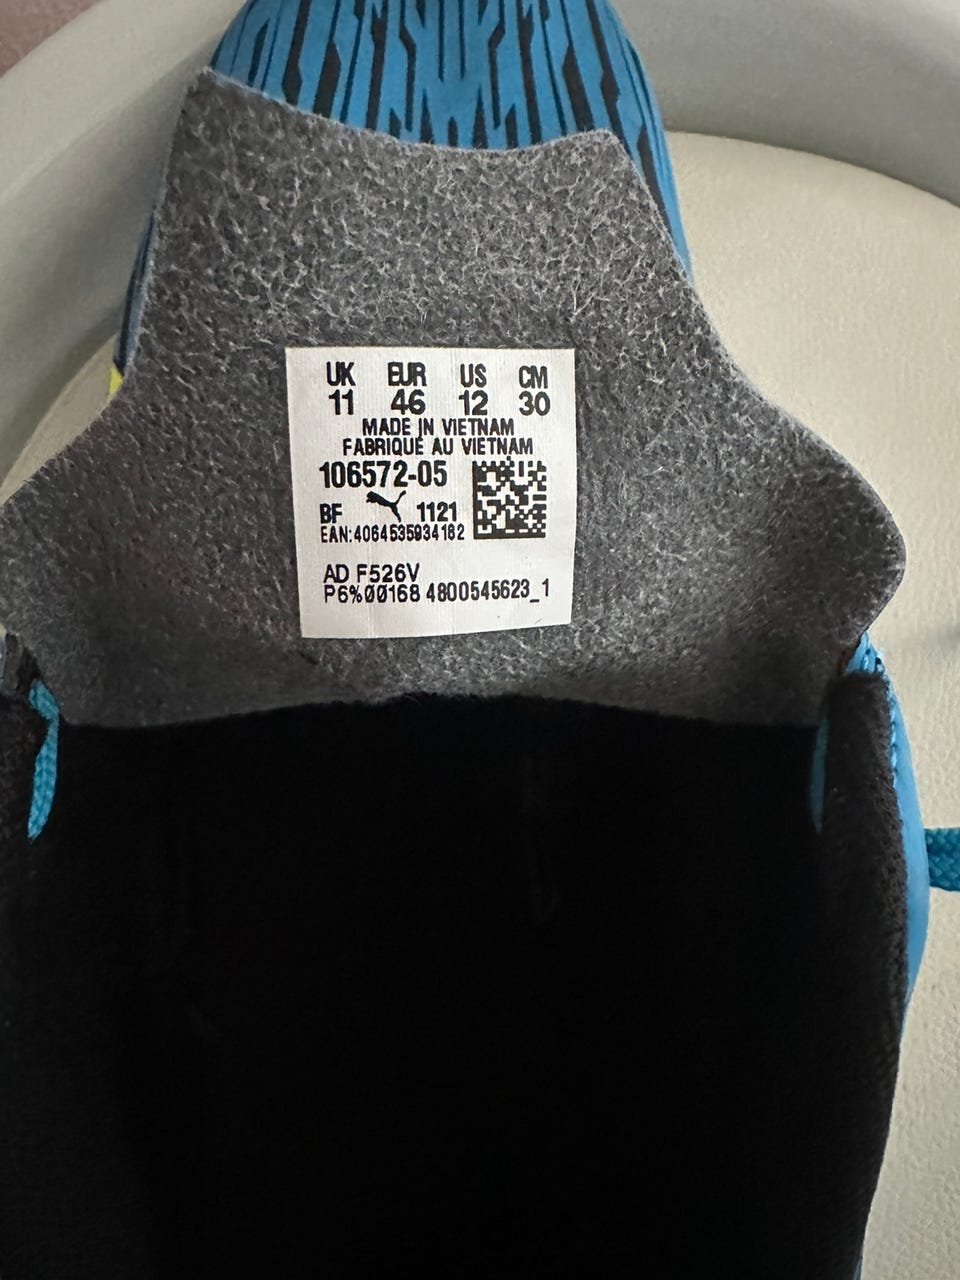 UK EUR US CM
11 46 12 30
MADE IN VIETNAM
FABRIQUÉ AU VIETNAM
106572-05
BF 1121
EAN:4064535934162
AD F526V
P6%00168 4800545623_1